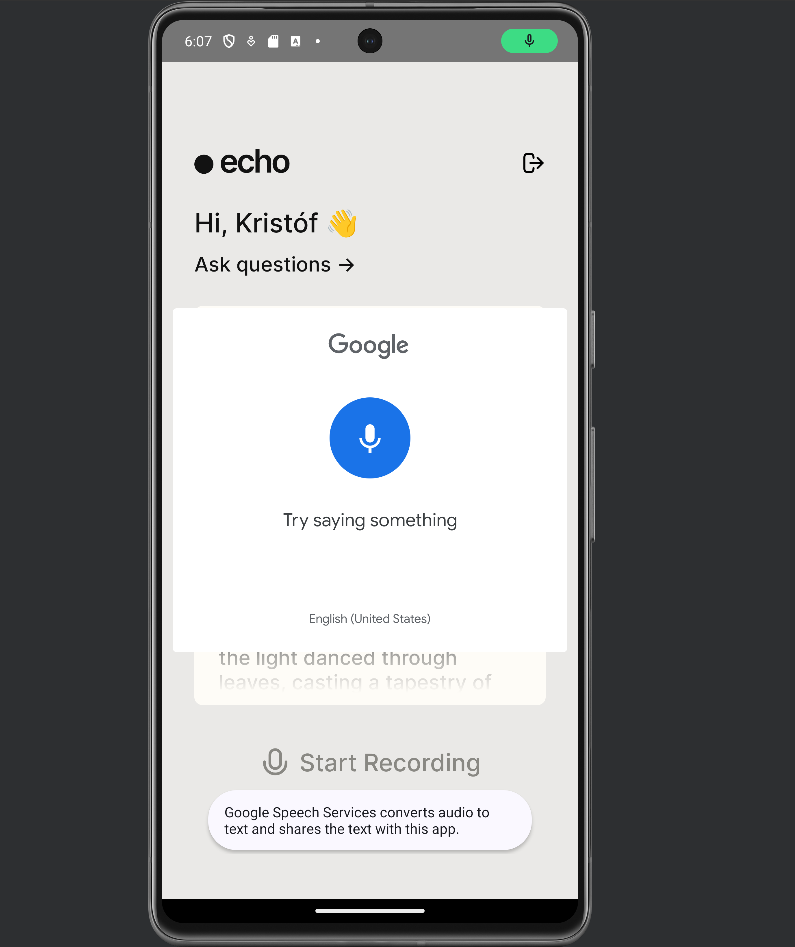 6:07
echo
Hi, Kristóf 👋
Ask questions →
Google
Try saying something
English (United States)
the light danced through
leaves, casting a tapestry of
Start Recording
Google Speech Services converts audio to
text and shares the text with this app.